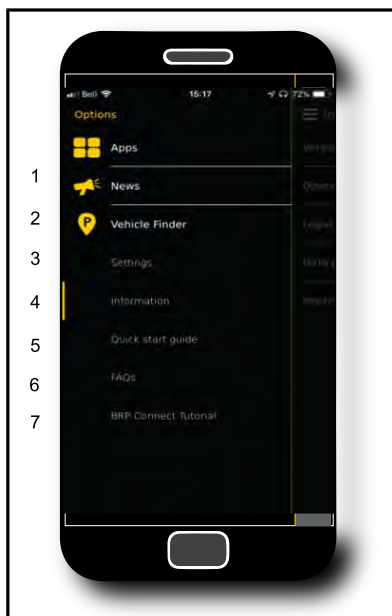 Bell 15:17 72%
Options
Apps
1
News
2
P
Vehicle Finder
3
Settings
4
Information
5
Quick start guide
6
FAQs
7
BRP Connect Tutorial